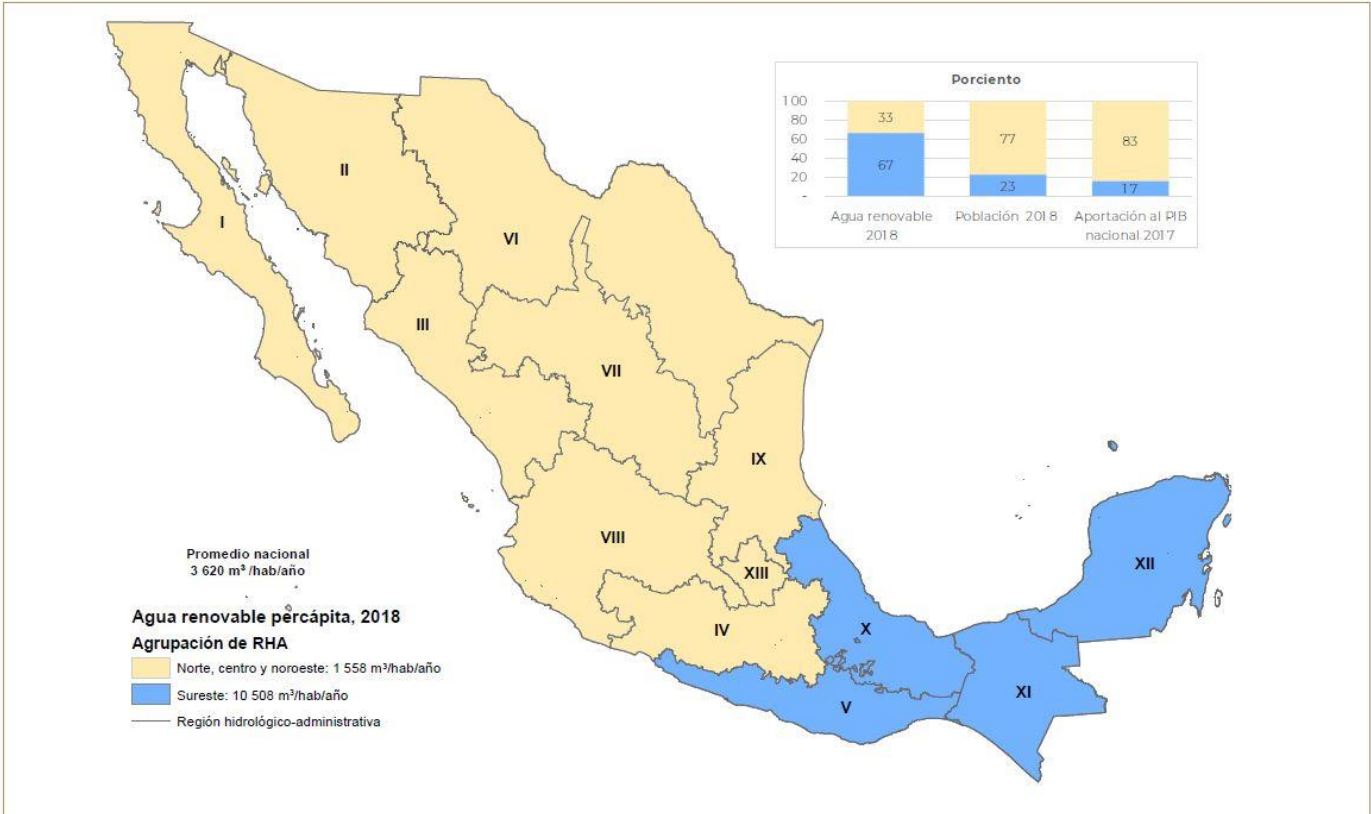 Porciento
100
80
60
40
20
-
33
67
77
23
83
17
Agua renovable
2018
Población 2018
Aportación al PIB
nacional 2017
I
II
VI
III
VII
IX
VIII
XIII
IV
X
V
XI
XII
Promedio nacional
3 620 m³ /hab/año
Agua renovable percápita, 2018
Agrupación de RHA
Norte, centro y noroeste: 1 558 m³/hab/año
Sureste: 10 508 m³/hab/año
Región hidrológico-administrativa